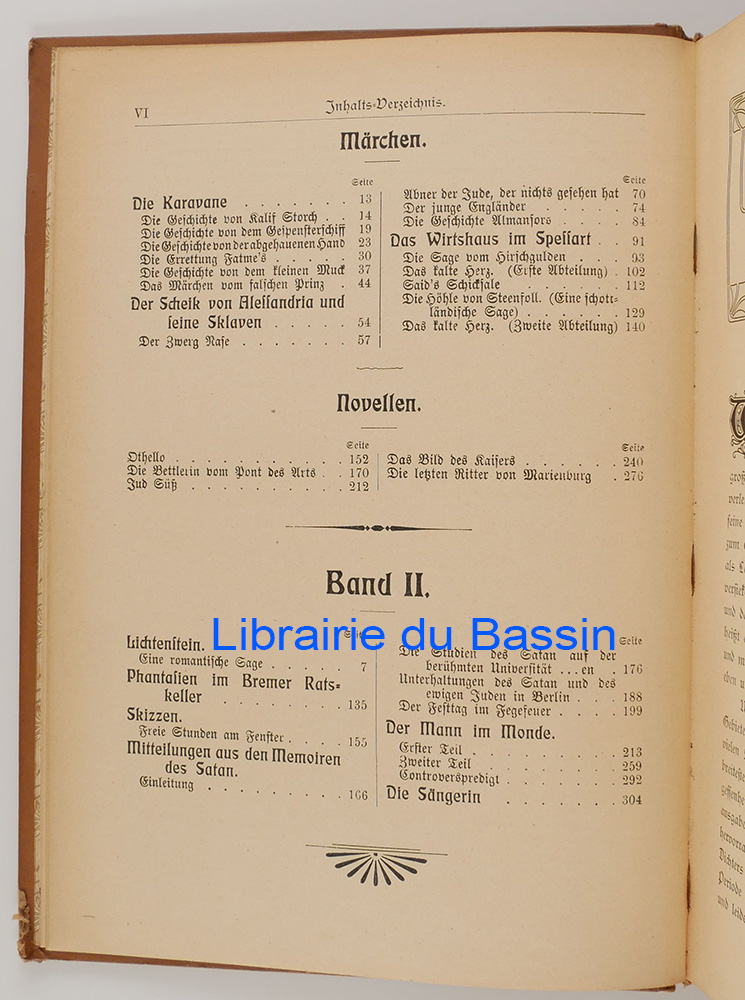 VI
Inhalts-Verzeichnis.
Märchen.
Seite
Die Karavane . . . . . . . 13
Die Geschichte von Kalif Storch . . 14
Die Geschichte von dem Gespensterschiff 19
Die Geschichte von der abgehauenen Hand 23
Die Errettung Fatme's . . . . . 30
Die Geschichte von dem kleinen Muck 37
Das Märchen vom falschen Prinz . 44
Der Scheik von Alessandria und
seine Sklaven . . . . . 54
Der Zwerg Nase . . . . . . . 57
Seite
Abner der Jude, der nichts gesehen hat 70
Der junge Engländer . . . . . 74
Die Geschichte Almansors . . . . 84
Das Wirtshaus im Spessart . . 91
Die Sage vom Hirschgulden . . . 93
Das kalte Herz. (Erste Abteilung) . 102
Said's Schicksale . . . . . . 112
Die Höhle von Steenfoll. (Eine schott-
ländische Sage) . . . . . . 129
Das kalte Herz. (Zweite Abteilung) 140
Novellen.
Seite
Othello . . . . . . . . . . 152
Die Bettlerin vom Pont des Arts . . 170
Jud Süß . . . . . . . . . 212
Seite
Das Bild des Kaisers . . . . . . 240
Die letzten Ritter von Marienburg . 276
Band II.
Librairie du Bassin
Lichtenstein.
Eine romantische Sage . . . . . 7
Phantasien im Bremer Rats-
keller . . . . . . . 135
Skizzen.
Freie Stunden am Fenster . . . . 155
Mitteilungen aus den Memoiren
des Satan.
Einleitung . . . . . . . . . 166
Seite
Die Studien des Satan auf der
berühmten Universität ...en . 176
Unterhaltungen des Satan und des
ewigen Juden in Berlin . . . 188
Der Festtag im Fegefeuer . . . . 199
Der Mann im Monde.
Erster Teil . . . . . . . . . 213
Zweiter Teil . . . . . . . . 259
Controverspredigt . . . . . . . 292
Die Sängerin . . . . . . . 304